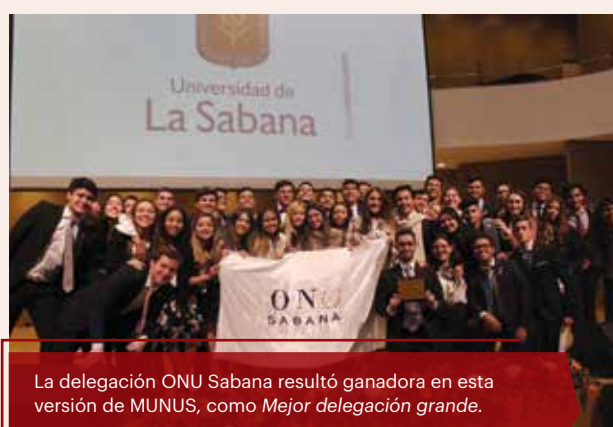 Universidad de
La Sabana
ONU
SABANA
La delegación ONU Sabana resultó ganadora en esta
versión de MUNUS, como Mejor delegación grande.